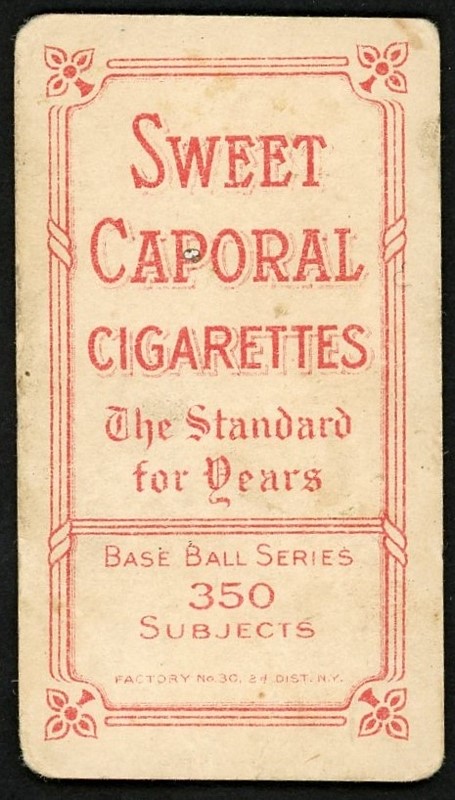 SWEET
CAPORAL
CIGARETTES
The Standard
for Years
BASE BALL SERIES
350
SUBJECTS
FACTORY No. 30, 2d DIST. N.Y.